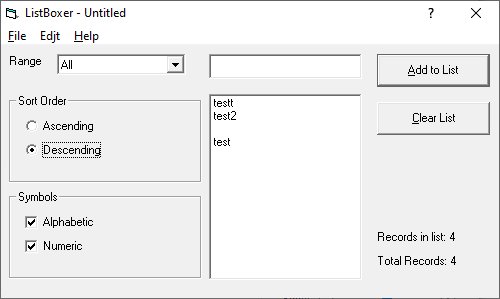 ListBoxer - Untitled
?
File Edit Help
Range All
Add to List
Sort Order
Ascending
Descending
testt
test2
test
Clear List
Symbols
Alphabetic
Numeric
Records in list: 4
Total Records: 4